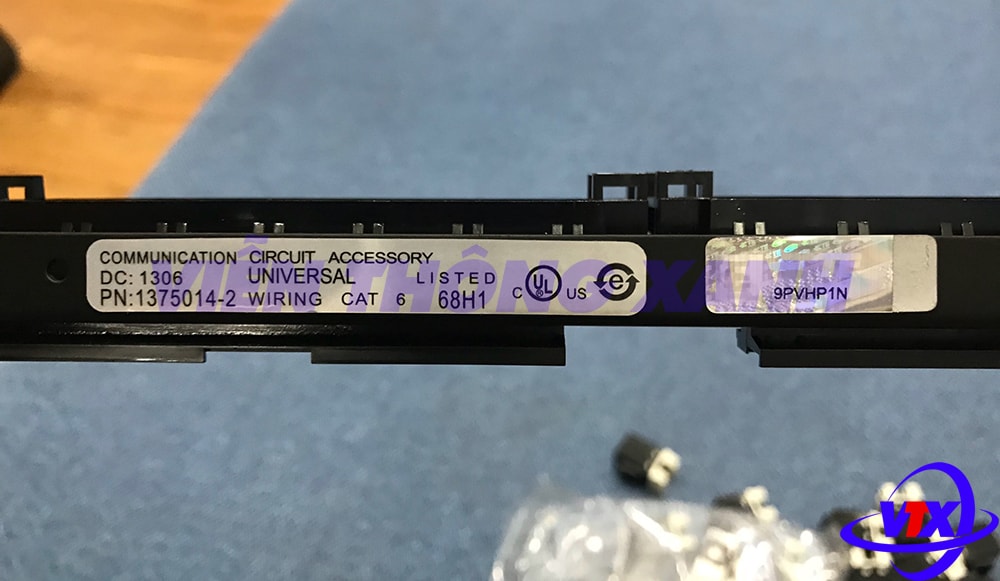 COMMUNICATION CIRCUIT ACCESSORY
DC: 1306 UNIVERSAL LISTED
PN:1375014-2 WIRING CAT 6 68H1 C UL US
9PVHP1N
VIỄN THÔNG XANH
VTX